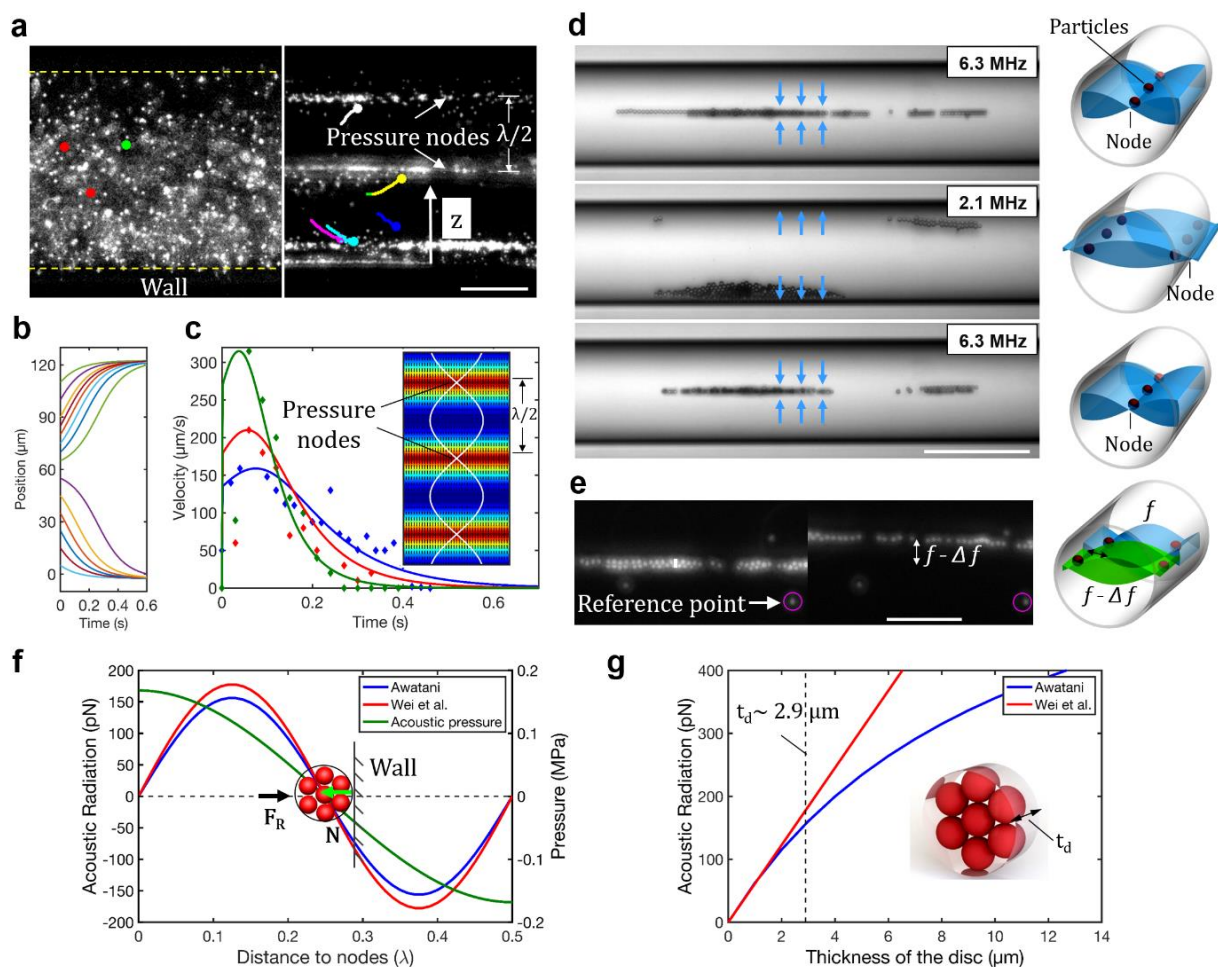 a
Pressure nodes
λ/2
Pressure nodes
z
Wall
b
Position (μm)
120
90
60
30
0
0 0.2 0.4 0.6
Time (s)
c
Velocity (μm/s)
300
250
200
150
100
50
0
0 0.2 0.4 0.6
Time (s)
Pressure
nodes
λ/2
d
6.3 MHz
2.1 MHz
6.3 MHz
Particles
Node
Node
Node
e
Reference point
f - Δf
f
f - Δf
f
Acoustic Radiation (pN)
200
150
100
50
0
-50
-100
-150
-200
0 0.1 0.2 0.3 0.4 0.5
Distance to nodes (λ)
Pressure (MPa)
0.2
0.1
0
-0.1
-0.2
Awatani
Wei et al.
Acoustic pressure
Wall
F_R
N
g
Acoustic Radiation (pN)
400
300
200
100
0
0 2 4 6 8 10 12 14
Thickness of the disc (μm)
t_d~ 2.9 μm
Awatani
Wei et al.
t_d